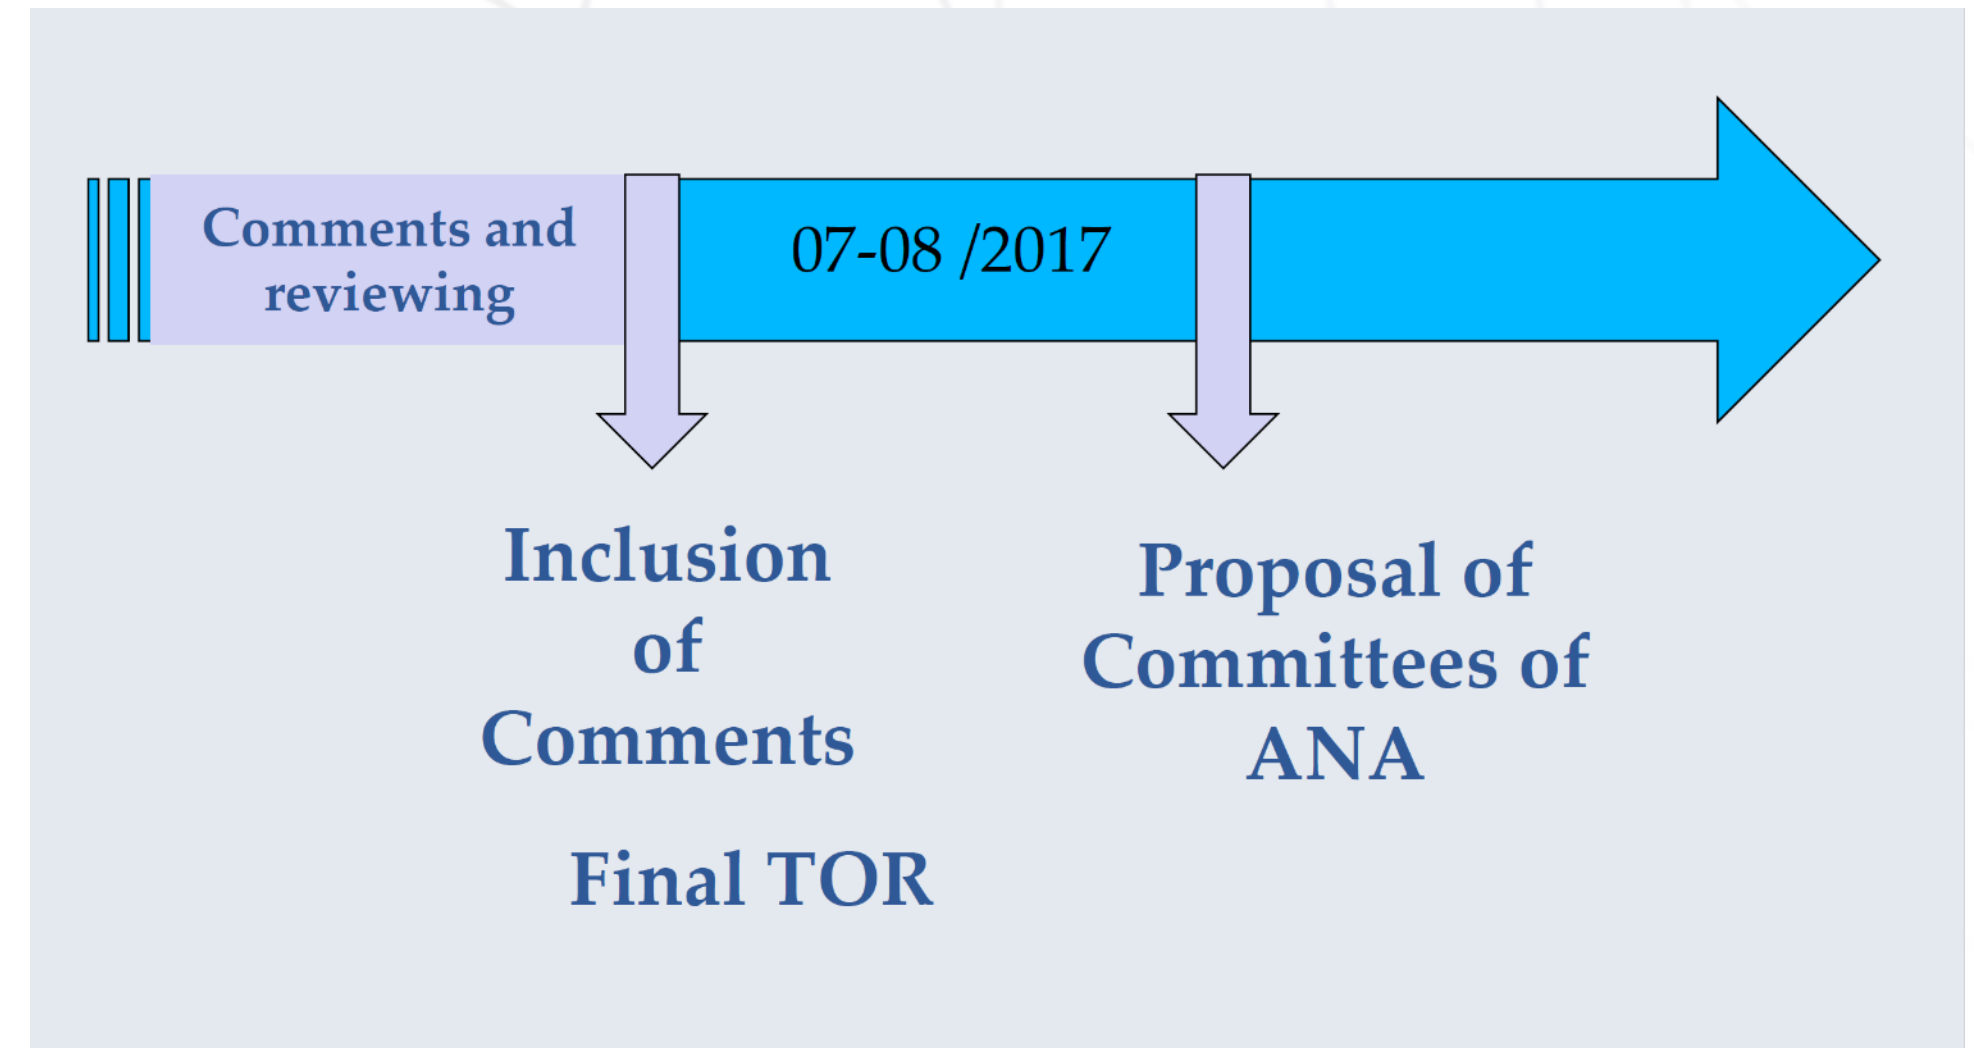 Comments and
reviewing
07-08 /2017
Inclusion
of
Comments
Final TOR
Proposal of
Committees of
ANA